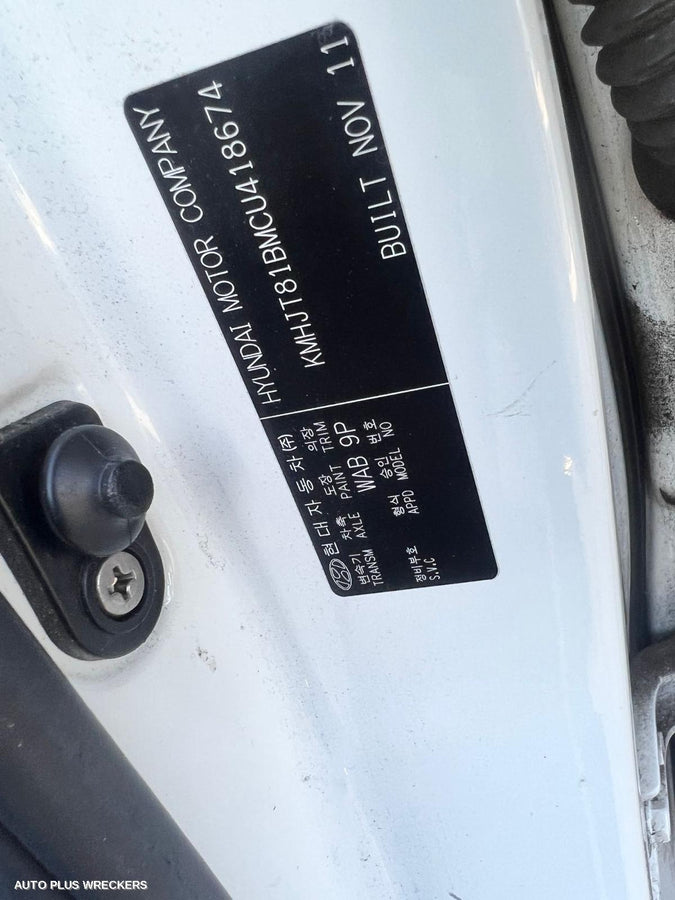 HYUNDAI MOTOR COMPANY
KMHJT81BMCU418674
BUILT NOV 11
현대자동차(주)
변속기 차축 도장 의장
TRANSM AXLE PAINT TRIM
WAB 9P
형식 승인 번호
APPD MODEL NO
정비부호
S.V.C
AUTO PLUS WRECKERS